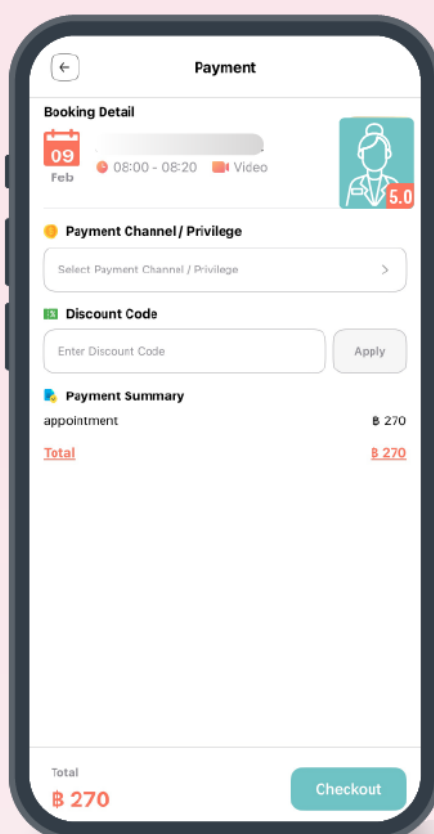 Payment
Booking Detail
09
Feb
08:00 - 08:20 Video
5.0
Payment Channel / Privilege
Select Payment Channel / Privilege
Discount Code
Enter Discount Code
Apply
Payment Summary
appointment ฿ 270
Total ฿ 270
Total
฿ 270
Checkout